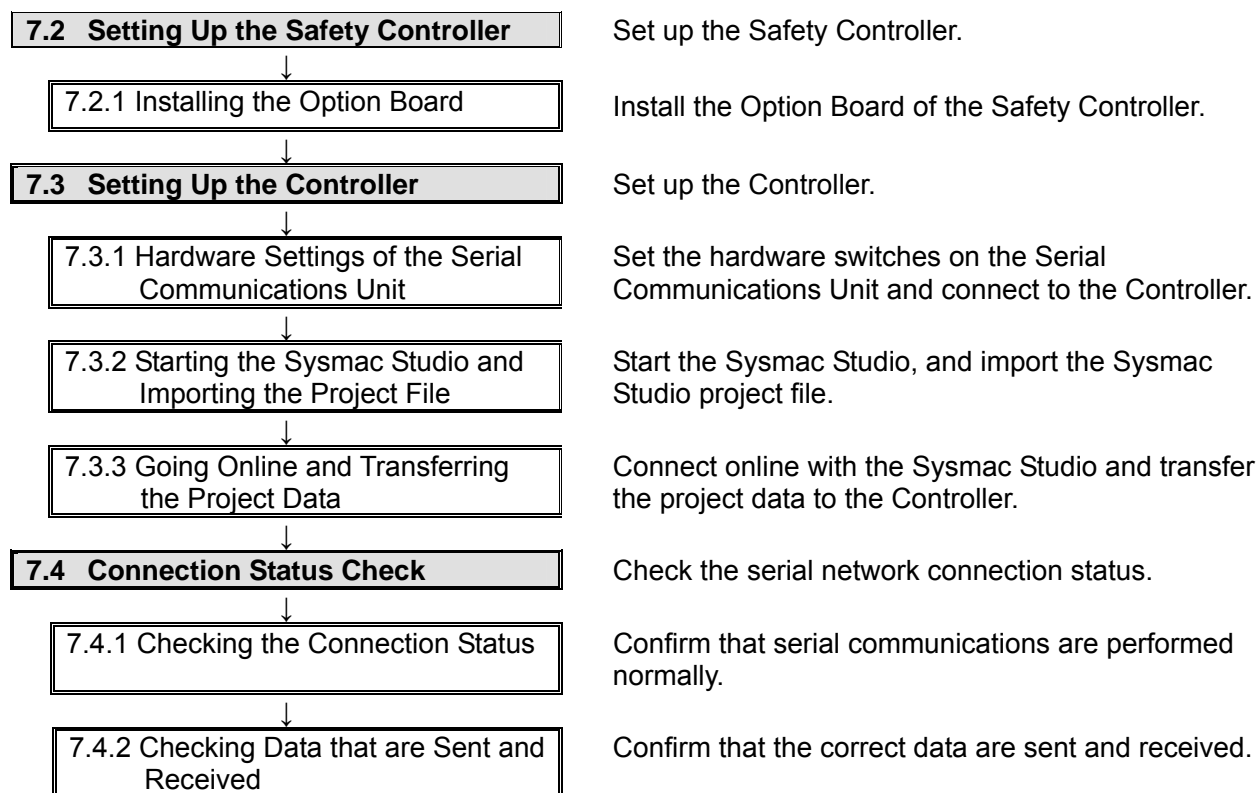 7.2 Setting Up the Safety Controller Set up the Safety Controller.
↓
7.2.1 Installing the Option Board Install the Option Board of the Safety Controller.
↓
7.3 Setting Up the Controller Set up the Controller.
↓
7.3.1 Hardware Settings of the Serial Set the hardware switches on the Serial
Communications Unit Communications Unit and connect to the Controller.
↓
7.3.2 Starting the Sysmac Studio and Start the Sysmac Studio, and import the Sysmac
Importing the Project File Studio project file.
↓
7.3.3 Going Online and Transferring Connect online with the Sysmac Studio and transfer
the Project Data the project data to the Controller.
↓
7.4 Connection Status Check Check the serial network connection status.
↓
7.4.1 Checking the Connection Status Confirm that serial communications are performed
normally.
↓
7.4.2 Checking Data that are Sent and Confirm that the correct data are sent and received.
Received